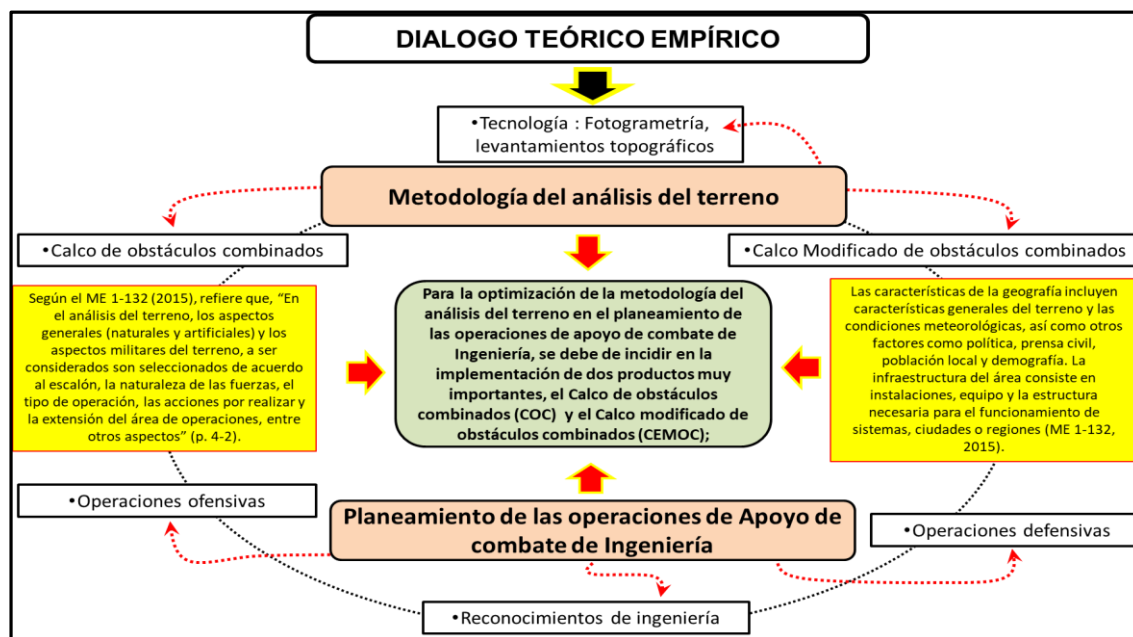 DIALOGO TEÓRICO EMPÍRICO
•Tecnología : Fotogrametría,
levantamientos topográficos
Metodología del análisis del terreno
•Calco de obstáculos combinados
•Calco Modificado de obstáculos combinados
Según el ME 1-132 (2015), refiere que, “En
el análisis del terreno, los aspectos
generales (naturales y artificiales) y los
aspectos militares del terreno, a ser
considerados son seleccionados de acuerdo
al escalón, la naturaleza de las fuerzas, el
tipo de operación, las acciones por realizar y
la extensión del área de operaciones, entre
otros aspectos” (p. 4-2).
Para la optimización de la metodología del
análisis del terreno en el planeamiento de
las operaciones de apoyo de combate de
Ingeniería, se debe de incidir en la
implementación de dos productos muy
importantes, el Calco de obstáculos
combinados (COC) y el Calco modificado de
obstáculos combinados (CEMOC);
Las características de la geografía incluyen
características generales del terreno y las
condiciones meteorológicas, así como otros
factores como política, prensa civil,
población local y demografía. La
infraestructura del área consiste en
instalaciones, equipo y la estructura
necesaria para el funcionamiento de
sistemas, ciudades o regiones (ME 1-132,
2015).
•Operaciones ofensivas
Planeamiento de las operaciones de Apoyo de
combate de Ingeniería
•Operaciones defensivas
•Reconocimientos de ingeniería